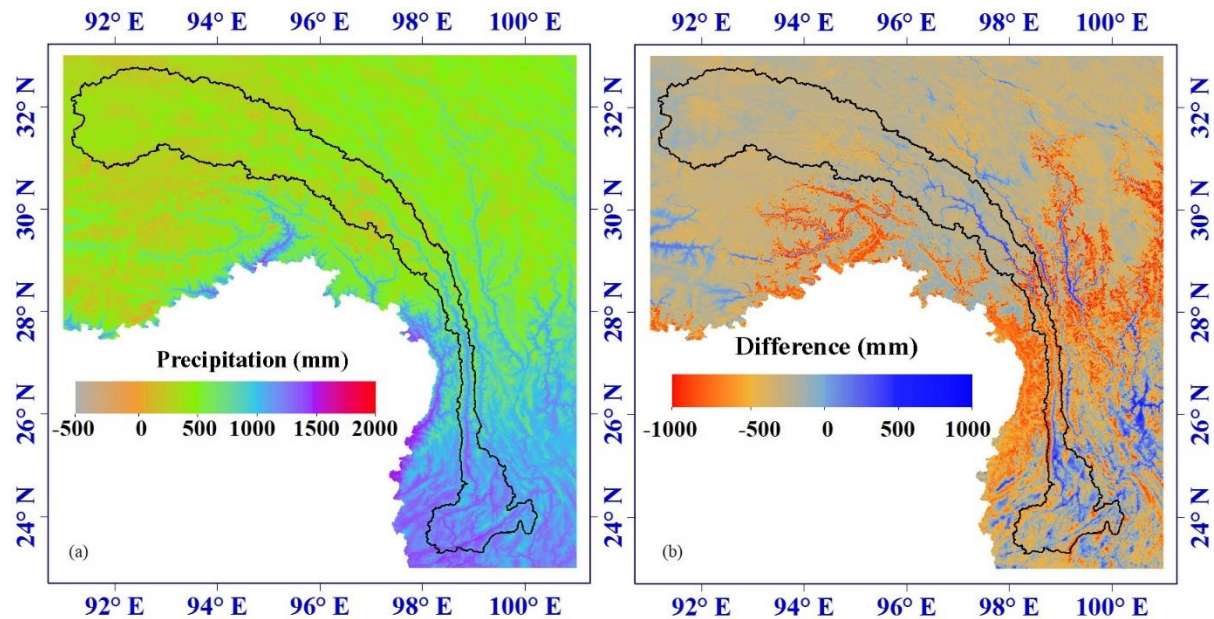 92° E 94° E 96° E 98° E 100° E
92° E 94° E 96° E 98° E 100° E
32° N
30° N
28° N
26° N
24° N
Precipitation (mm)
-500 0 500 1000 1500 2000
(a)
Difference (mm)
-1000 -500 0 500 1000
(b)
32° N
30° N
28° N
26° N
24° N
92° E 94° E 96° E 98° E 100° E
92° E 94° E 96° E 98° E 100° E